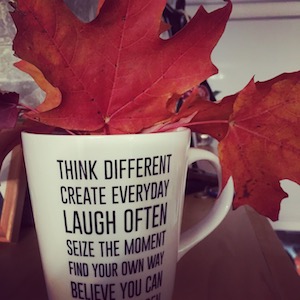 THINK DIFFERENT
CREATE EVERYDAY
LAUGH OFTEN
SEIZE THE MOMENT
FIND YOUR OWN WAY
BELIEVE YOU CAN